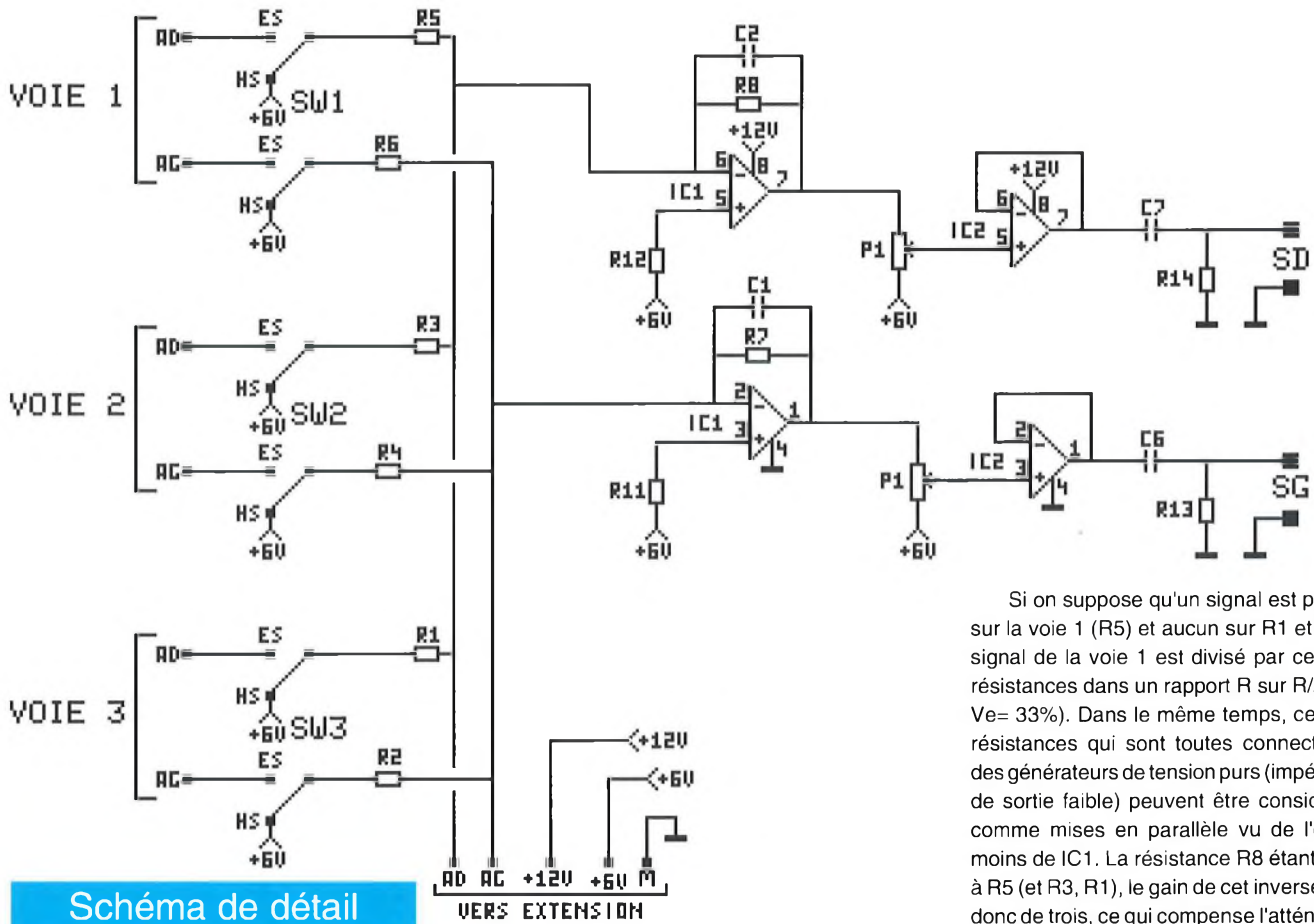 VOIE 1
AD
ES
HS
+6V
SW1
R5
AG
ES
HS
+6V
R6
VOIE 2
AD
ES
HS
+6V
SW2
R3
AG
ES
HS
+6V
R4
VOIE 3
AD
ES
HS
+6V
SW3
R1
AG
ES
HS
+6V
R2
C2
R8
+12V
6
8
7
IC1
5
R12
+6V
P1
+6V
+12V
6
8
7
IC2
5
C7
R14
SD
C1
R7
2
1
IC1
3
4
R11
+6V
P1
+6V
2
1
IC2
3
4
C6
R13
SG
+12V
+6V
AD AG +12V +6V M
VERS EXTENSION
Schéma de détail
Si on suppose qu'un signal est
sur la voie 1 (R5) et aucun sur R1 et
signal de la voie 1 est divisé par
résistances dans un rapport R sur
Ve= 33%). Dans le même temps,
résistances qui sont toutes
des générateurs de tension purs
de sortie faible) peuvent être
comme mises en parallèle vu de
moins de IC1. La résistance R8 étant
à R5 (et R3, R1), le gain de cet
donc de trois, ce qui compense